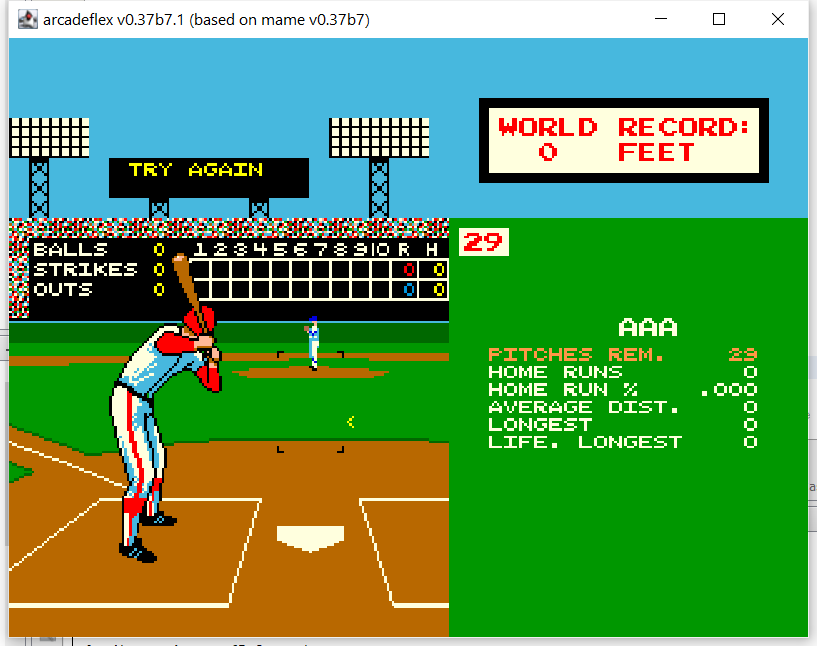 arcadeflex v0.37b7.1 (based on mame v0.37b7)
WORLD RECORD:
0 FEET
TRY AGAIN
BALLS 0 1 2 3 4 5 6 7 8 9 10 R H
STRIKES 0 0 0
OUTS 0 0 0
29
AAA
PITCHES REM. 29
HOME RUNS 0
HOME RUN % .000
AVERAGE DIST. 0
LONGEST 0
LIFE. LONGEST 0